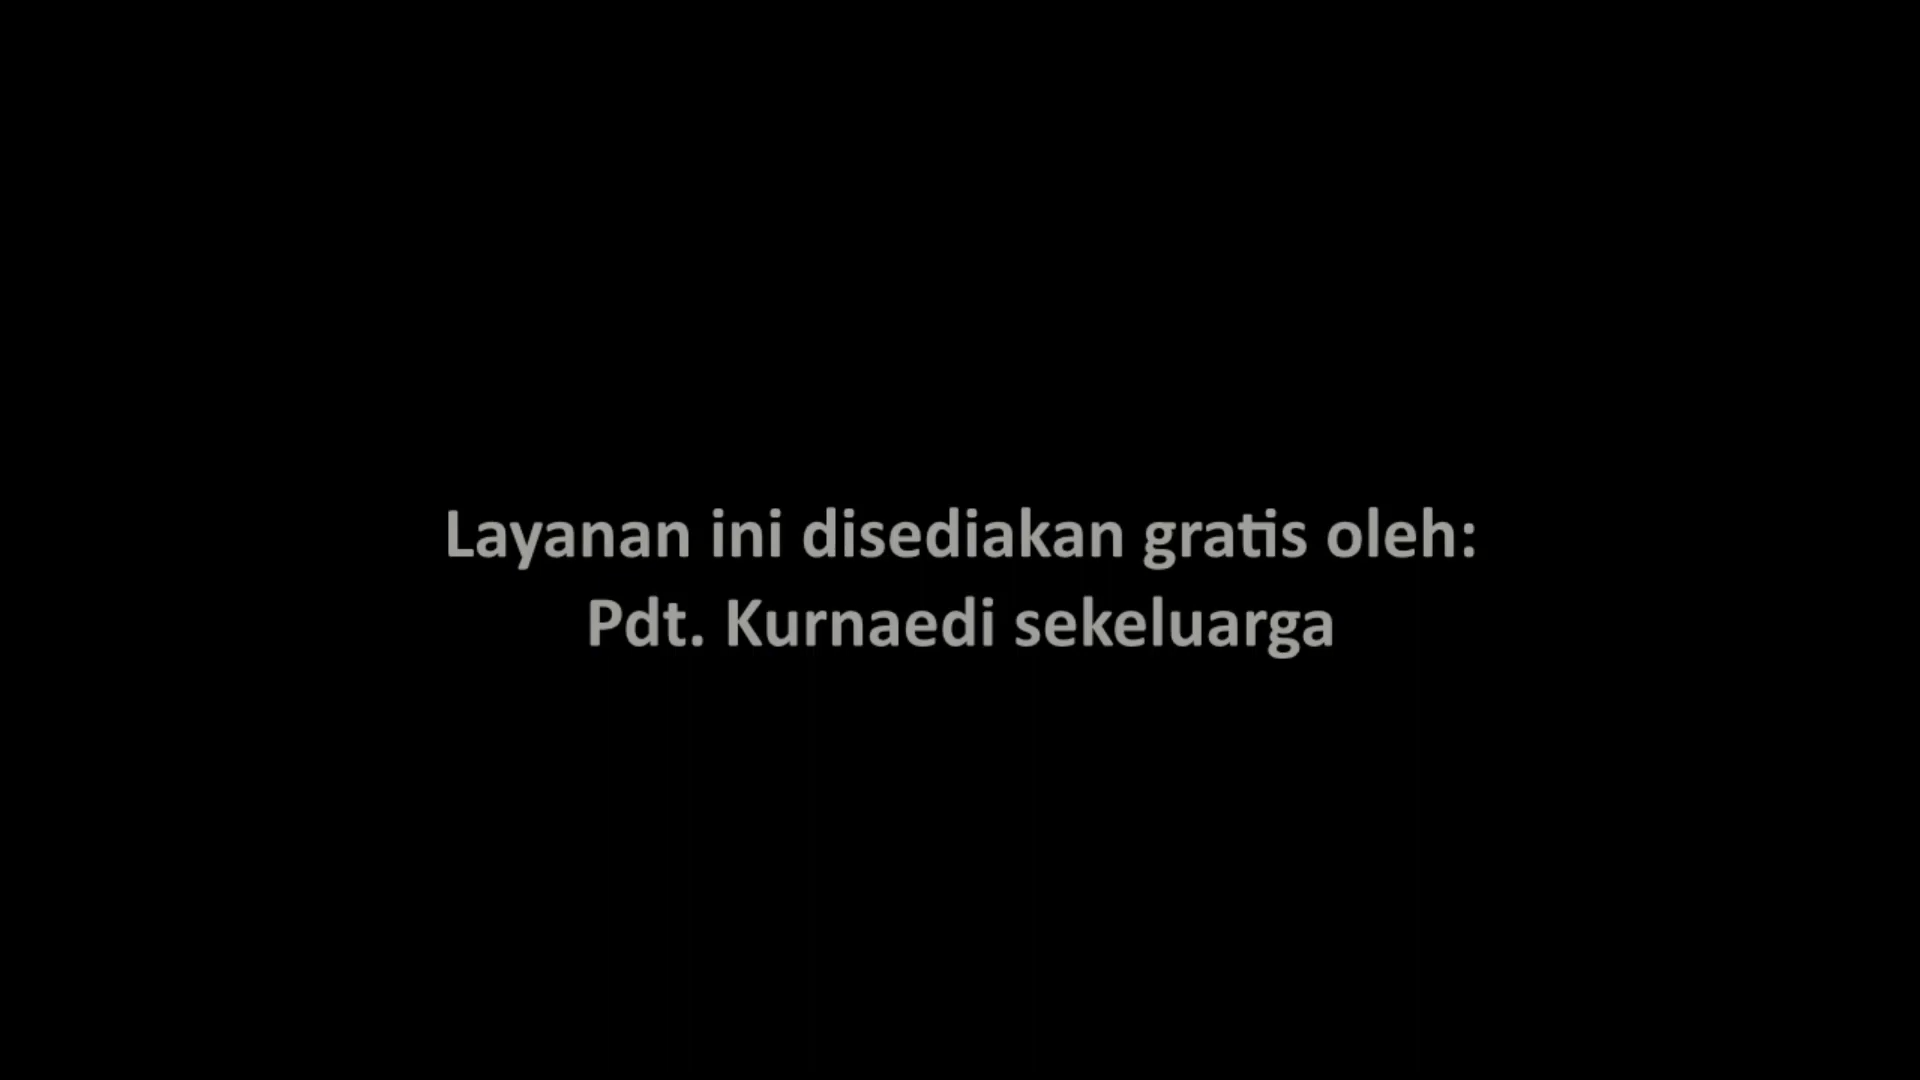 Layanan ini disediakan gratis oleh:
Pdt. Kurnaedi sekeluarga